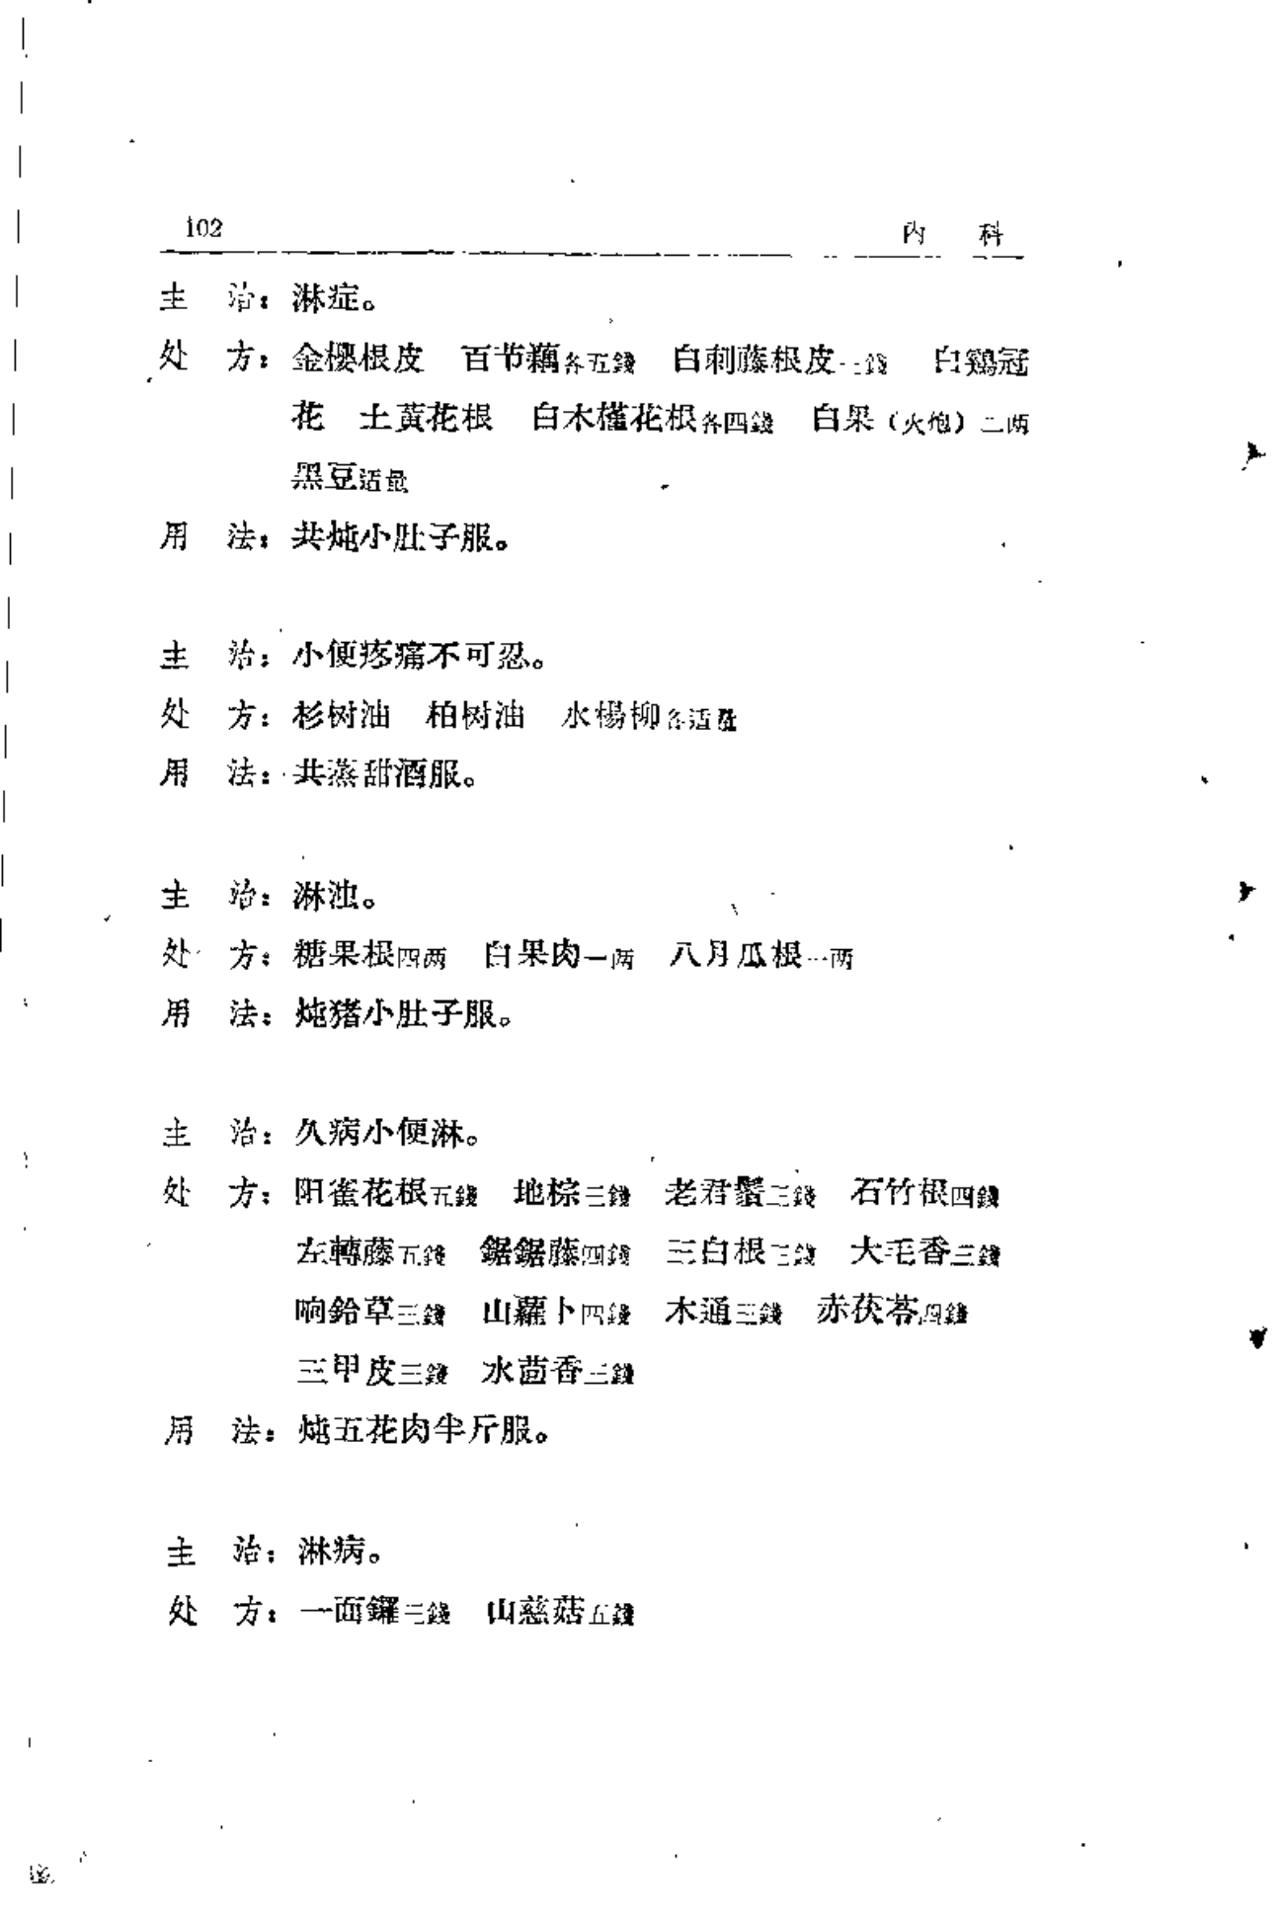 102 内 科
主 治：淋症。
处 方：金樱根皮 百节藕各五錢 白刺藤根皮 白鷄冠
花 土黄花根 白木槿花根各四錢 白果（火炮）二两
黑豆适量
用 法：共炖小肚子服。
主 治：小便疼痛不可忍。
处 方：杉树油 柏树油 水楊柳各适量
用 法：共蒸甜酒服。
主 治：淋浊。
处 方：糖果根四两 白果肉一两 八月瓜根一两
用 法：炖猪小肚子服。
主 治：久病小便淋。
处 方：阳雀花根五錢 地棕三錢 老君鬚三錢 石竹根四錢
左轉藤五錢 鋸鋸藤四錢 三白根三錢 大毛香三錢
响鈴草三錢 山蘿卜四錢 木通三錢 赤茯苓四錢
三甲皮三錢 水茴香三錢
用 法：炖五花肉半斤服。
主 治：淋病。
处 方：一面鑼三錢 山慈菇五錢